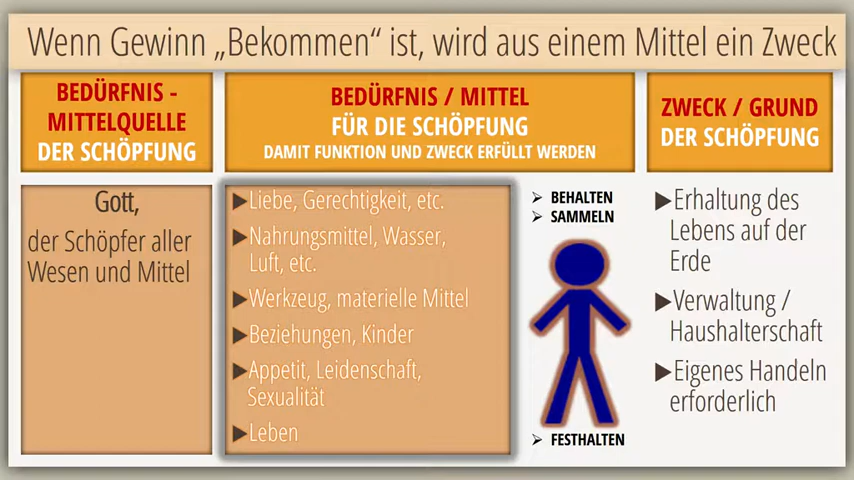 Wenn Gewinn „Bekommen“ ist, wird aus einem Mittel ein Zweck
BEDÜRFNIS -
MITTELQUELLE
DER SCHÖPFUNG
BEDÜRFNIS / MITTEL
FÜR DIE SCHÖPFUNG
DAMIT FUNKTION UND ZWECK ERFÜLLT WERDEN
ZWECK / GRUND
DER SCHÖPFUNG
Gott,
der Schöpfer aller
Wesen und Mittel
Liebe, Gerechtigkeit, etc.
Nahrungsmittel, Wasser,
Luft, etc.
Werkzeug, materielle Mittel
Beziehungen, Kinder
Appetit, Leidenschaft,
Sexualität
Leben
BEHALTEN
SAMMELN
FESTHALTEN
Erhaltung des
Lebens auf der
Erde
Verwaltung /
Haushalterschaft
Eigenes Handeln
erforderlich